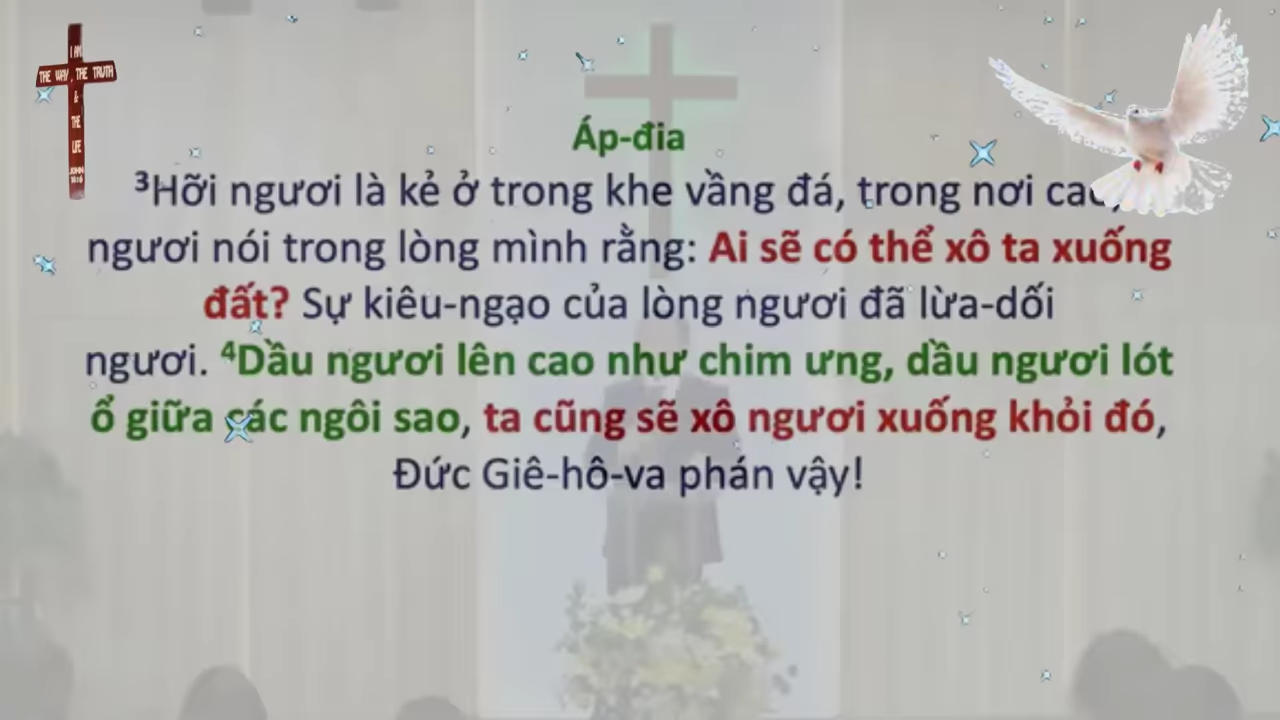 I AM
THE WAY, THE TRUTH
&
THE
LIFE
JOHN
Áp-đia
³Hỡi ngươi là kẻ ở trong khe vầng đá, trong nơi cao,
ngươi nói trong lòng mình rằng: Ai sẽ có thể xô ta xuống
đất? Sự kiêu-ngạo của lòng ngươi đã lừa-dối
ngươi. ⁴Dầu ngươi lên cao như chim ưng, dầu ngươi lót
ổ giữa các ngôi sao, ta cũng sẽ xô ngươi xuống khỏi đó,
Đức Giê-hô-va phán vậy!